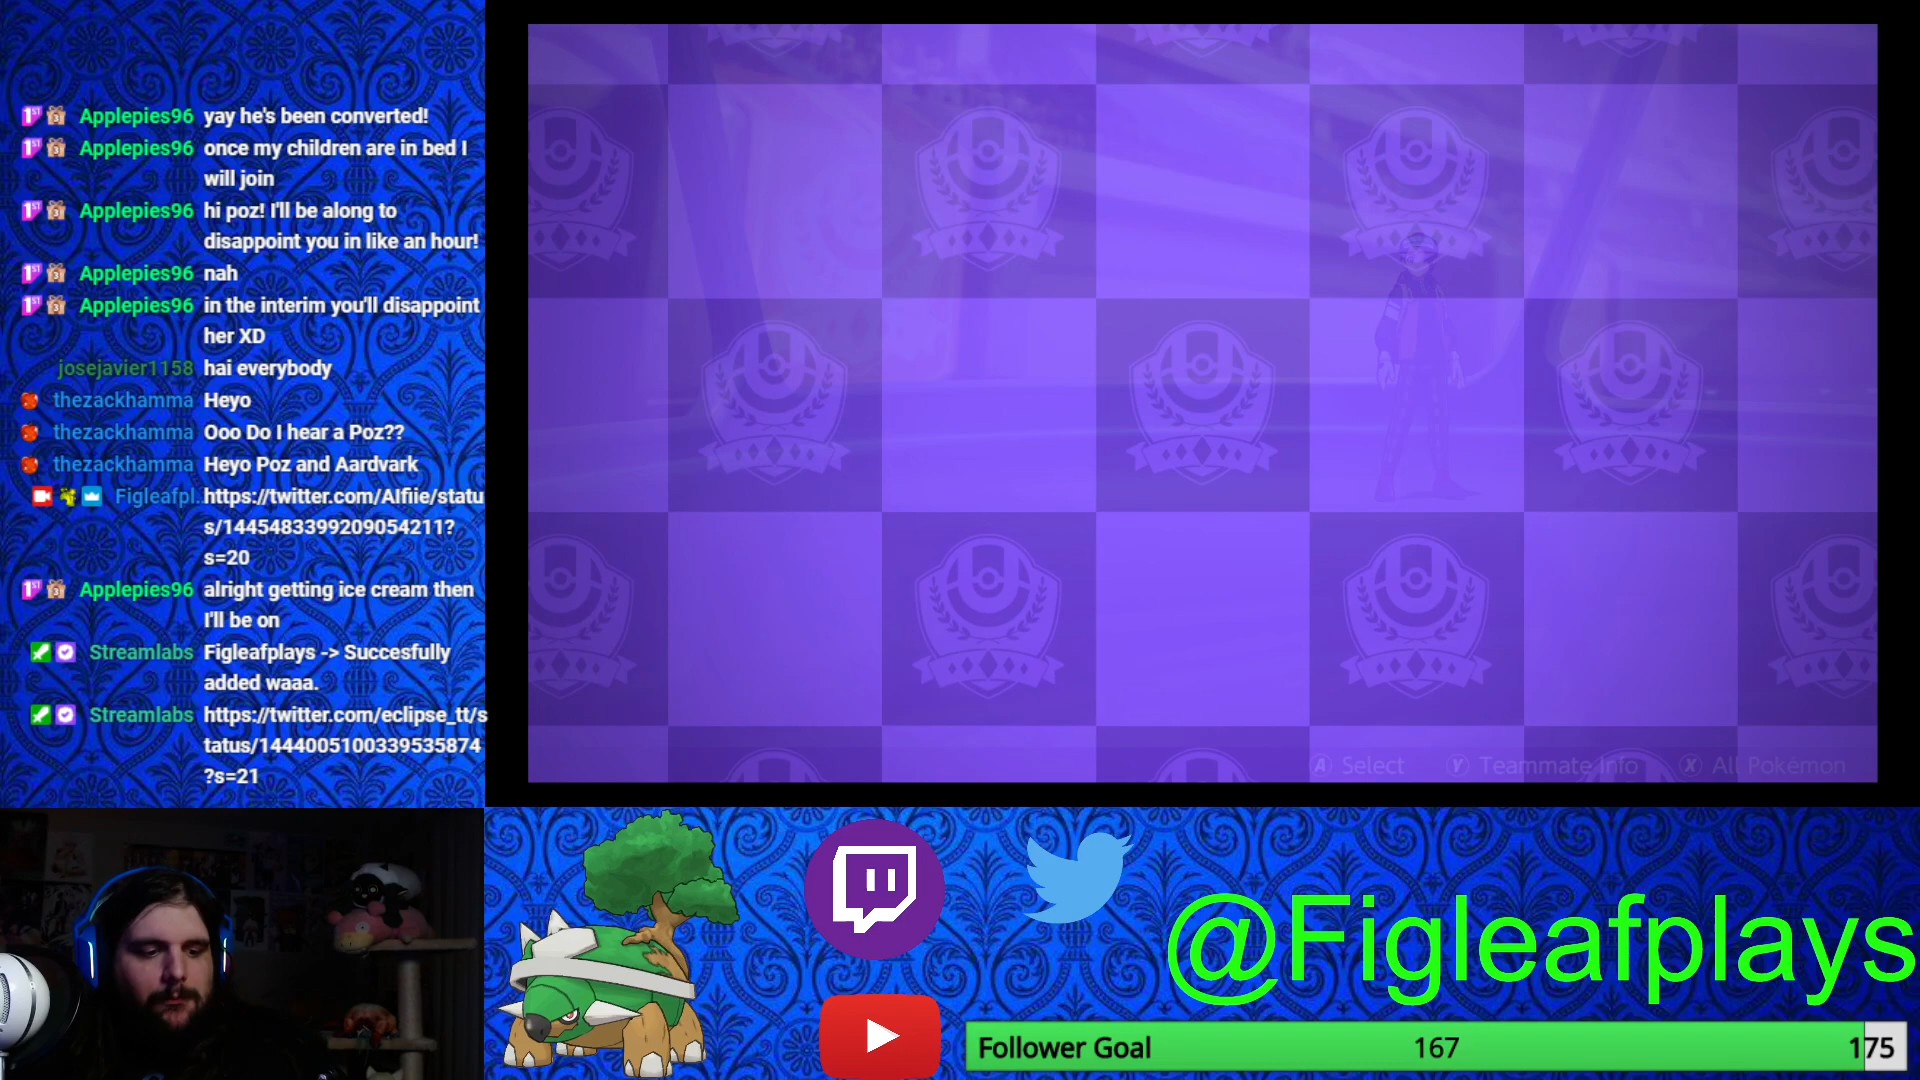 Applepies96 yay he's been converted!
Applepies96 once my children are in bed I
will join
Applepies96 hi poz! I'll be along to
disappoint you in like an hour!
Applepies96 nah
Applepies96 in the interim you'll disappoint
her XD
josejavier1158 hai everybody
thezackhamma Heyo
thezackhamma Ooo Do I hear a Poz??
thezackhamma Heyo Poz and Aardvark
Figleafpl... https://twitter.com/Alfiie/statu
s/1445483399209054211?
s=20
Applepies96 alright getting ice cream then
I'll be on
Streamlabs Figleafplays -> Succesfully
added waaa.
Streamlabs https://twitter.com/eclipse_tt/s
tatus/1444005100339535874
?s=21
A Select Y Teammate Info X All Pokémon
@Figleafplays
Follower Goal 167 175